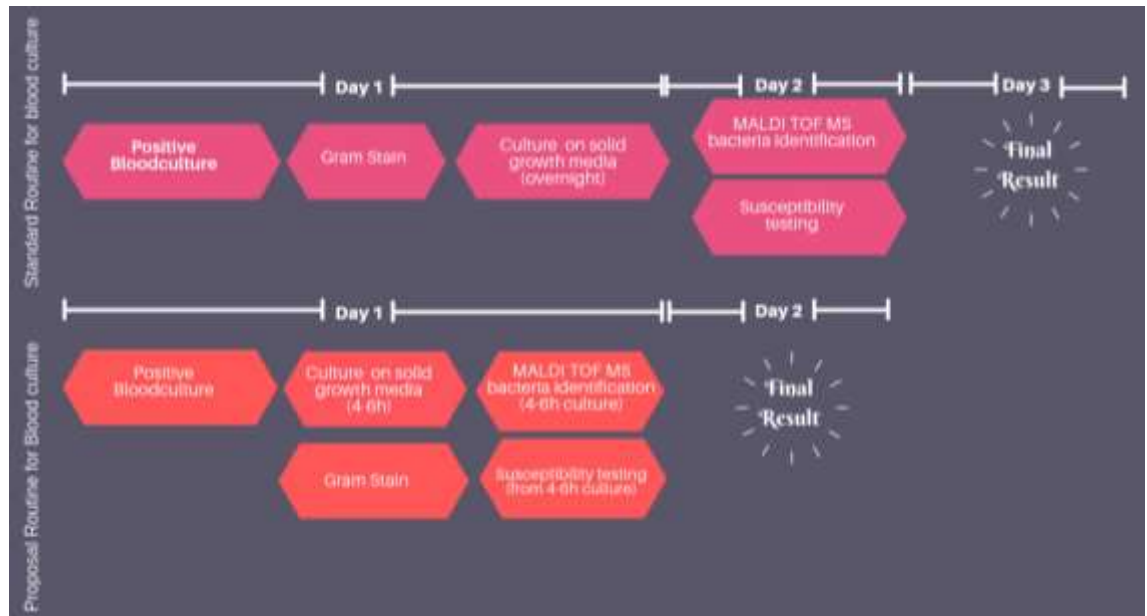 Standard Routine for blood culture
Day 1
Day 2
Day 3
Positive
Bloodculture
Gram Stain
Culture on solid
growth media
(overnight)
MALDI TOF MS
bacteria identification
Susceptibility
testing
Final
Result
Proposal Routine for Blood culture
Day 1
Day 2
Positive
Bloodculture
Culture on solid
growth media
(4-6h)
Gram Stain
MALDI TOF MS
bacteria identification
(4-6h culture)
Susceptibility testing
(from 4-6h culture)
Final
Result